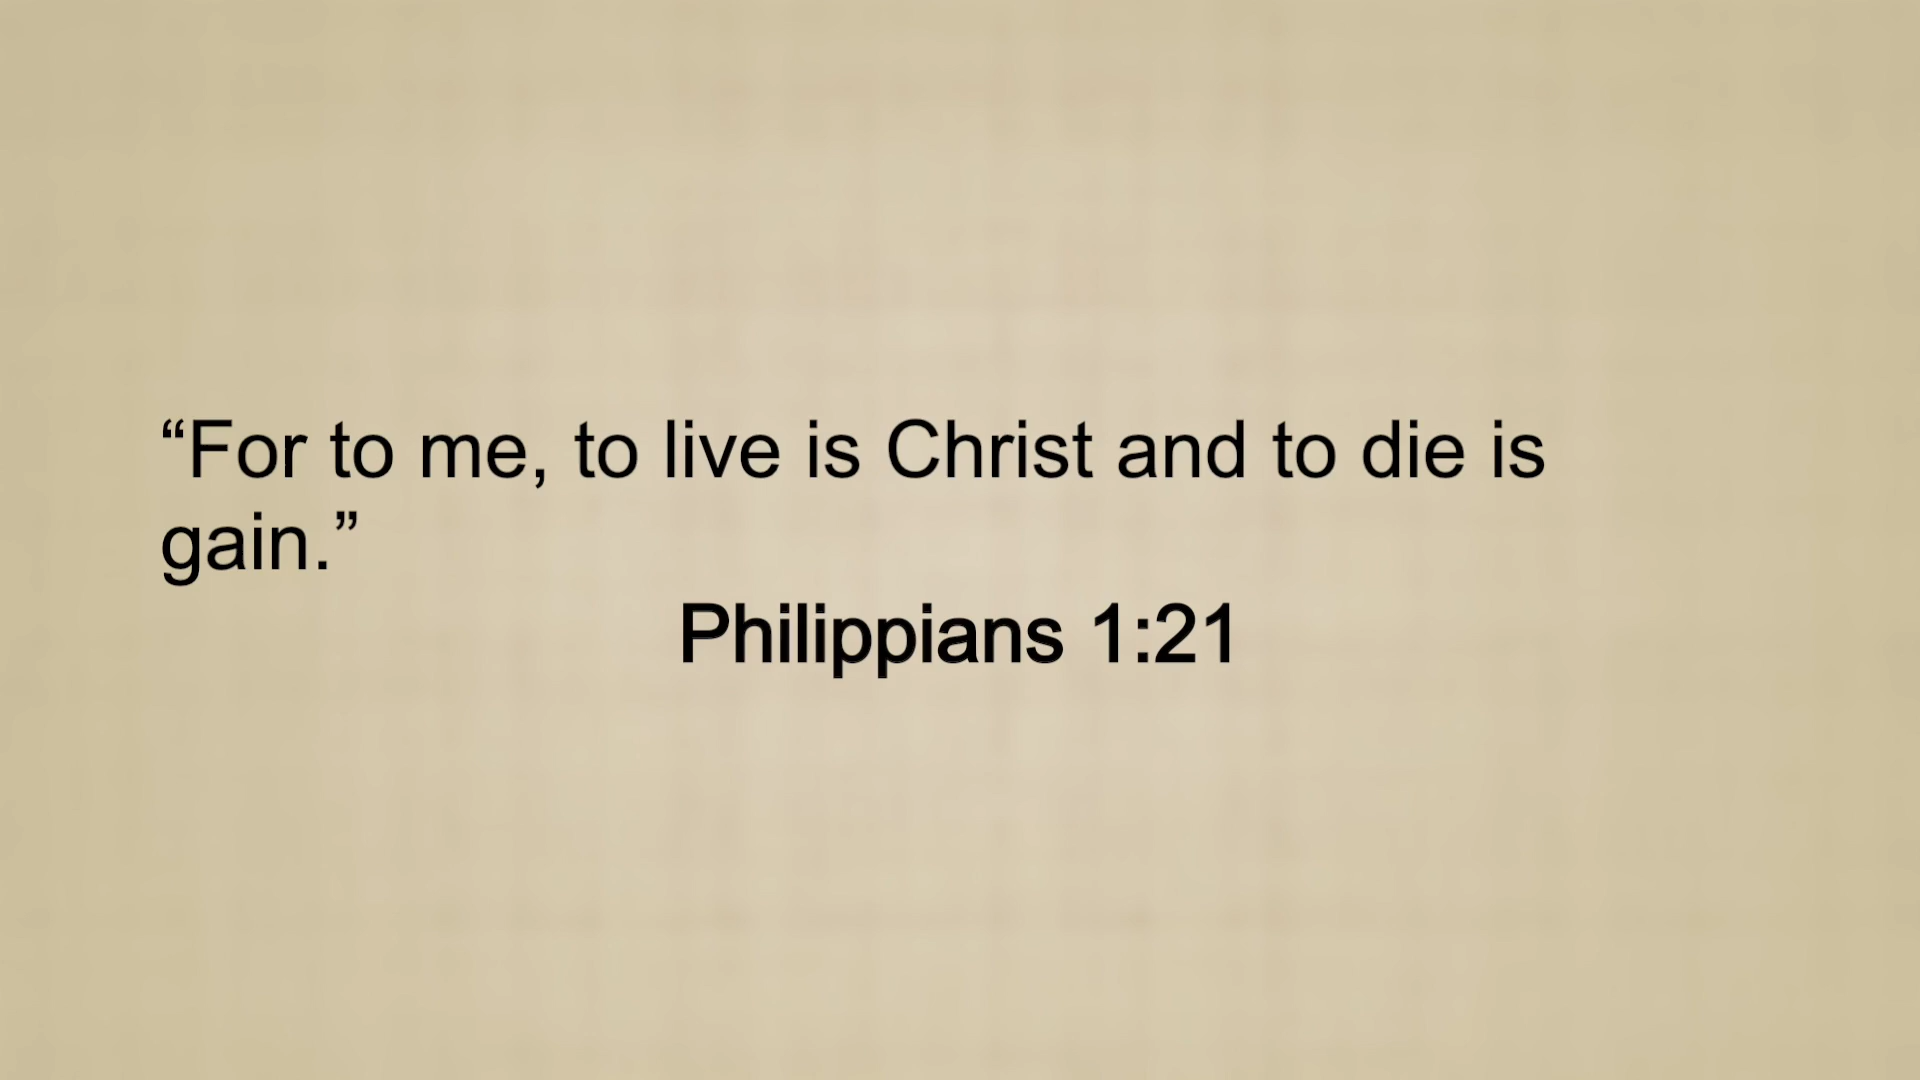 “For to me, to live is Christ and to die is
gain.”
Philippians 1:21